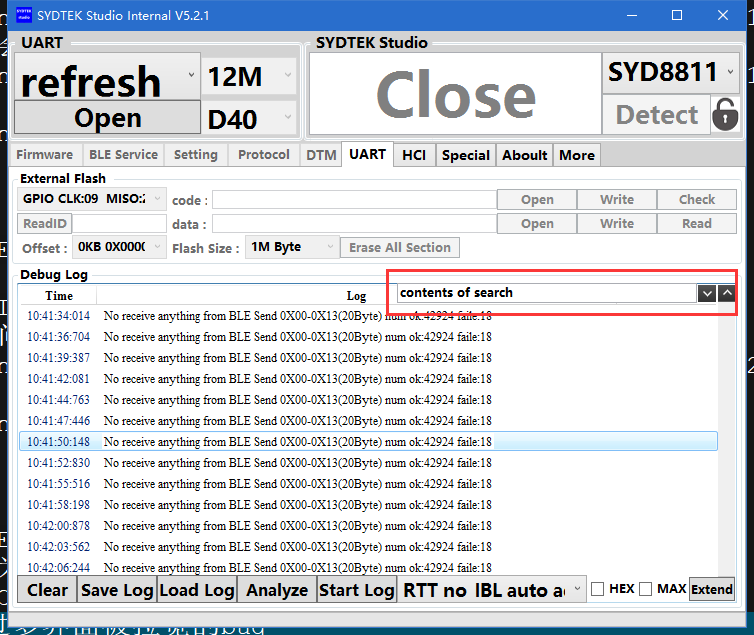 SYDTEK Studio Internal V5.2.1
UART
SYDTEK Studio
refresh
12M
Open
D40
Close
SYD8811
Detect
Firmware
BLE Service
Setting
Protocol
DTM
UART
HCI
Special
Aboult
More
External Flash
GPIO CLK:09 MISO:2
code :
Open
Write
Check
ReadID
data :
Open
Write
Read
Offset :
0KB 0X0000
Flash Size :
1M Byte
Erase All Section
Debug Log
contents of search
Time
Log
10:41:34:014 No receive anything from BLE Send 0X00-0X13(20Byte) num ok:42924 faile:18
10:41:36:704 No receive anything from BLE Send 0X00-0X13(20Byte) num ok:42924 faile:18
10:41:39:387 No receive anything from BLE Send 0X00-0X13(20Byte) num ok:42924 faile:18
10:41:42:081 No receive anything from BLE Send 0X00-0X13(20Byte) num ok:42924 faile:18
10:41:44:763 No receive anything from BLE Send 0X00-0X13(20Byte) num ok:42924 faile:18
10:41:47:446 No receive anything from BLE Send 0X00-0X13(20Byte) num ok:42924 faile:18
10:41:50:148 No receive anything from BLE Send 0X00-0X13(20Byte) num ok:42924 faile:18
10:41:52:830 No receive anything from BLE Send 0X00-0X13(20Byte) num ok:42924 faile:18
10:41:55:516 No receive anything from BLE Send 0X00-0X13(20Byte) num ok:42924 faile:18
10:41:58:198 No receive anything from BLE Send 0X00-0X13(20Byte) num ok:42924 faile:18
10:42:00:878 No receive anything from BLE Send 0X00-0X13(20Byte) num ok:42924 faile:18
10:42:03:562 No receive anything from BLE Send 0X00-0X13(20Byte) num ok:42924 faile:18
10:42:06:244 No receive anything from BLE Send 0X00-0X13(20Byte) num ok:42924 faile:18
Clear
Save Log
Load Log
Analyze
Start Log
RTT no IBL auto
HEX
MAX
Extend